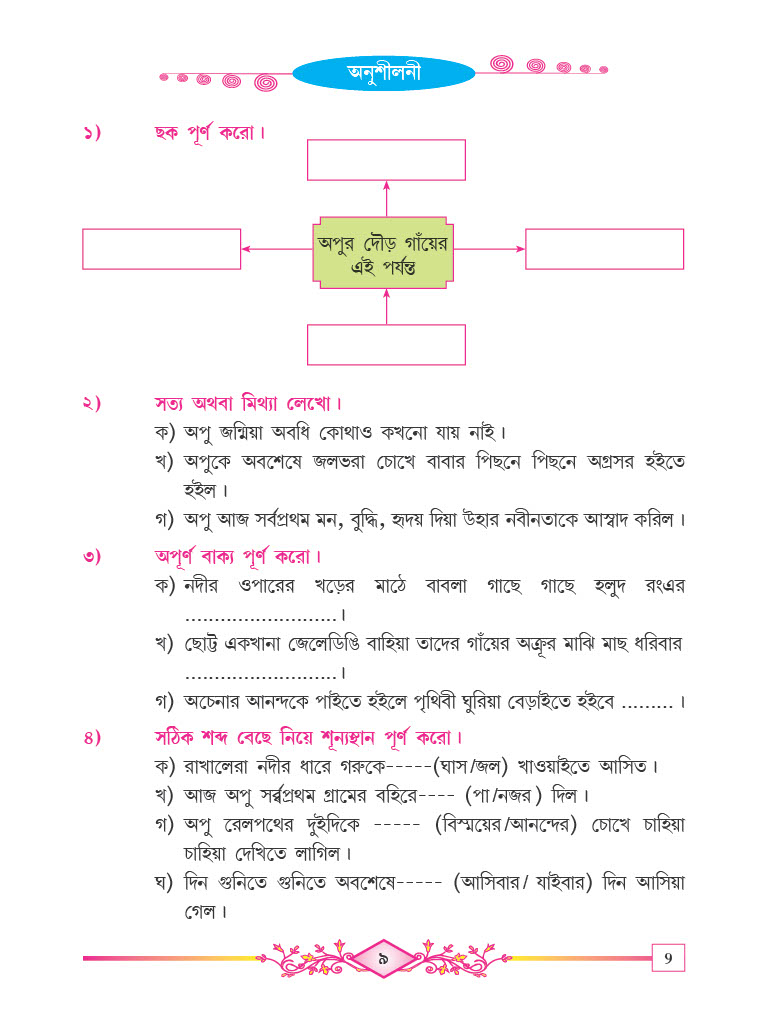 অনুশীলনী
১) ছক পূর্ণ করো।
অপুর দৌড় গাঁয়ের
এই পর্যন্ত
২) সত্য অথবা মিথ্যা লেখো।
ক) অপু জন্মিয়া অবধি কোথাও কখনো যায় নাই।
খ) অপুকে অবশেষে জলভরা চোখে বাবার পিছনে পিছনে অগ্রসর হইতে
হইল।
গ) অপু আজ সর্বপ্রথম মন, বুদ্ধি, হৃদয় দিয়া উহার নবীনতাকে আস্বাদ করিল।
৩) অপূর্ণ বাক্য পূর্ণ করো।
ক) নদীর ওপারের খড়ের মাঠে বাবলা গাছে গাছে হলুদ রংএর
..........................।
খ) ছোট্ট একখানা জেলেডিঙি বাহিয়া তাদের গাঁয়ের অক্রূর মাঝি মাছ ধরিবার
..........................।
গ) অচেনার আনন্দকে পাইতে হইলে পৃথিবী ঘুরিয়া বেড়াইতে হইবে .........।
৪) সঠিক শব্দ বেছে নিয়ে শূন্যস্থান পূর্ণ করো।
ক) রাখালেরা নদীর ধারে গরুকে-----(ঘাস/জল) খাওয়াইতে আসিত।
খ) আজ অপু সর্ব্বপ্রথম গ্রামের বহিরে---- (পা/নজর) দিল।
গ) অপু রেলপথের দুইদিকে ----- (বিস্ময়ের/আনন্দের) চোখে চাহিয়া
চাহিয়া দেখিতে লাগিল।
ঘ) দিন গুনিতে গুনিতে অবশেষে----- (আসিবার/ যাইবার) দিন আসিয়া
গেল।
৯
9